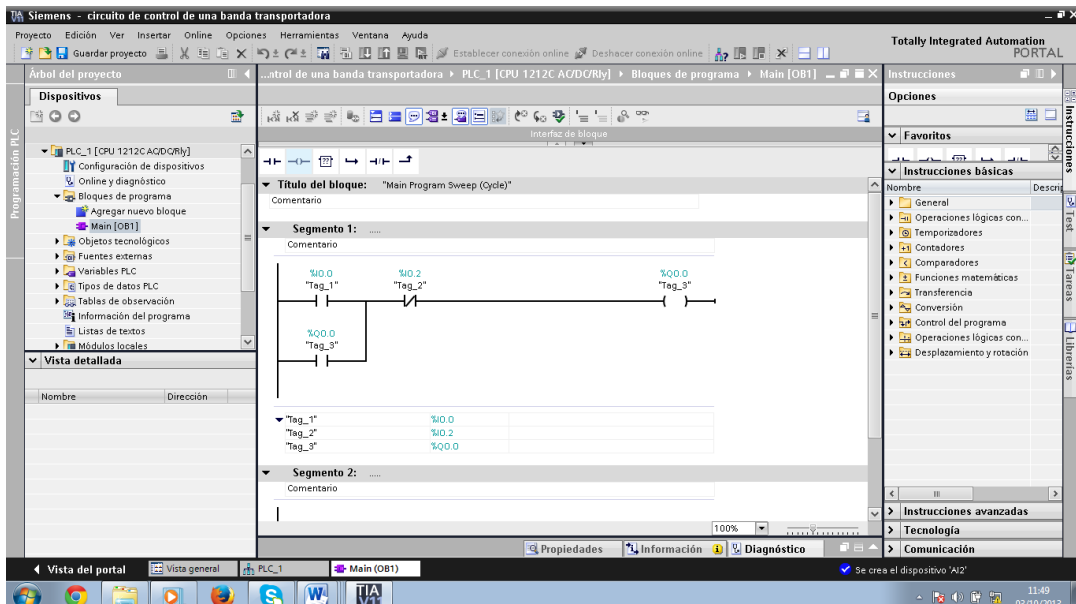 Siemens - circuito de control de una banda transportadora
Proyecto Edición Ver Insertar Online Opciones Herramientas Ventana Ayuda
Totally Integrated Automation
PORTAL
Guardar proyecto
Establecer conexión online
Deshacer conexión online
Árbol del proyecto
...ntrol de una banda transportadora
PLC_1 [CPU 1212C AC/DC/Rly]
Bloques de programa
Main [OB1]
Instrucciones
Dispositivos
Opciones
Programación PLC
Interfaz de bloque
PLC_1 [CPU 1212C AC/DC/Rly]
Configuración de dispositivos
Online y diagnóstico
Bloques de programa
Agregar nuevo bloque
Main [OB1]
Objetos tecnológicos
Fuentes externas
Variables PLC
Tipos de datos PLC
Tablas de observación
Información del programa
Listas de textos
Módulos locales
Vista detallada
Nombre Dirección
Título del bloque: "Main Program Sweep (Cycle)"
Comentario
Segmento 1: .....
Comentario
%I0.0 %I0.2 %Q0.0
"Tag_1" "Tag_2" "Tag_3"
%Q0.0
"Tag_3"
"Tag_1" %I0.0
"Tag_2" %I0.2
"Tag_3" %Q0.0
Segmento 2: .....
Comentario
100%
Propiedades Información Diagnóstico
Favoritos
Instrucciones básicas
Nombre Descrip
General
Operaciones lógicas con...
Temporizadores
Contadores
Comparadores
Funciones matemáticas
Transferencia
Conversión
Control del programa
Operaciones lógicas con...
Desplazamiento y rotación
Instrucciones avanzadas
Tecnología
Comunicación
Instrucciones
Test
Tareas
Librerías
Vista del portal Vista general PLC_1 Main (OB1)
Se crea el dispositivo 'AI2'
TIA
V11
11:49
03/10/2013